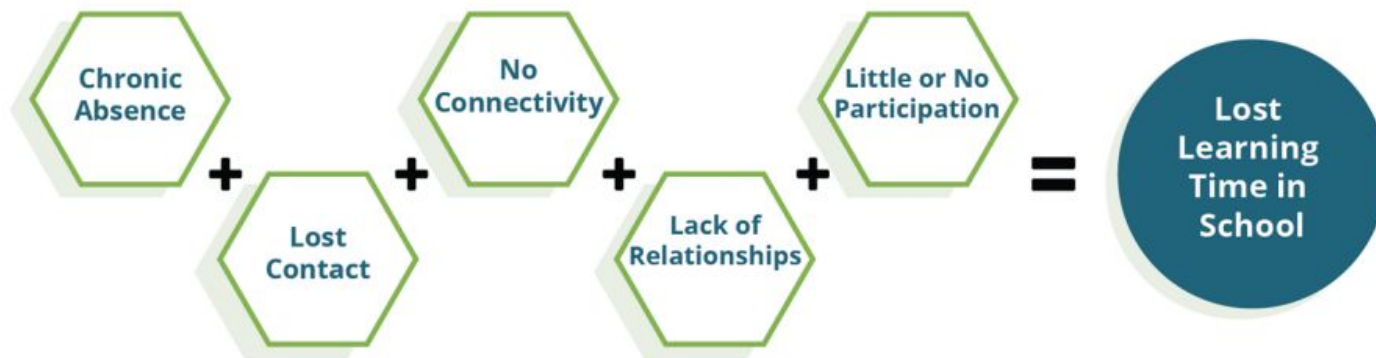 Chronic
Absence
+
Lost
Contact
+
No
Connectivity
+
Lack of
Relationships
+
Little or No
Participation
=
Lost
Learning
Time in
School